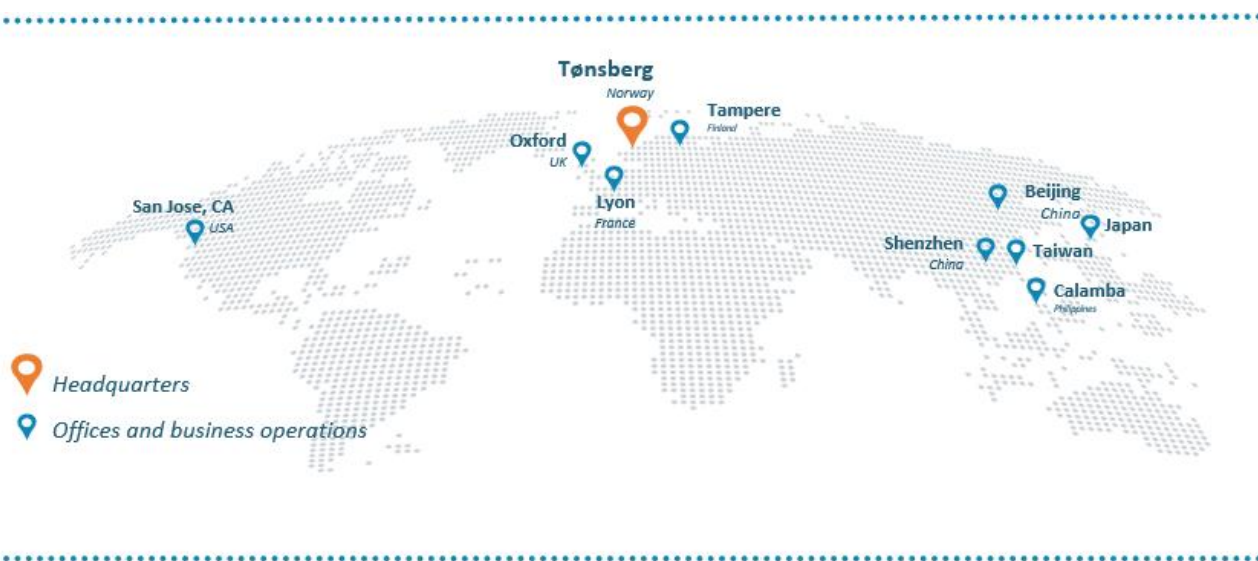 Tønsberg
Norway
Tampere
Finland
Oxford
UK
Lyon
France
San Jose, CA
USA
Beijing
China
Japan
Shenzhen
China
Taiwan
Calamba
Philippines
Headquarters
Offices and business operations